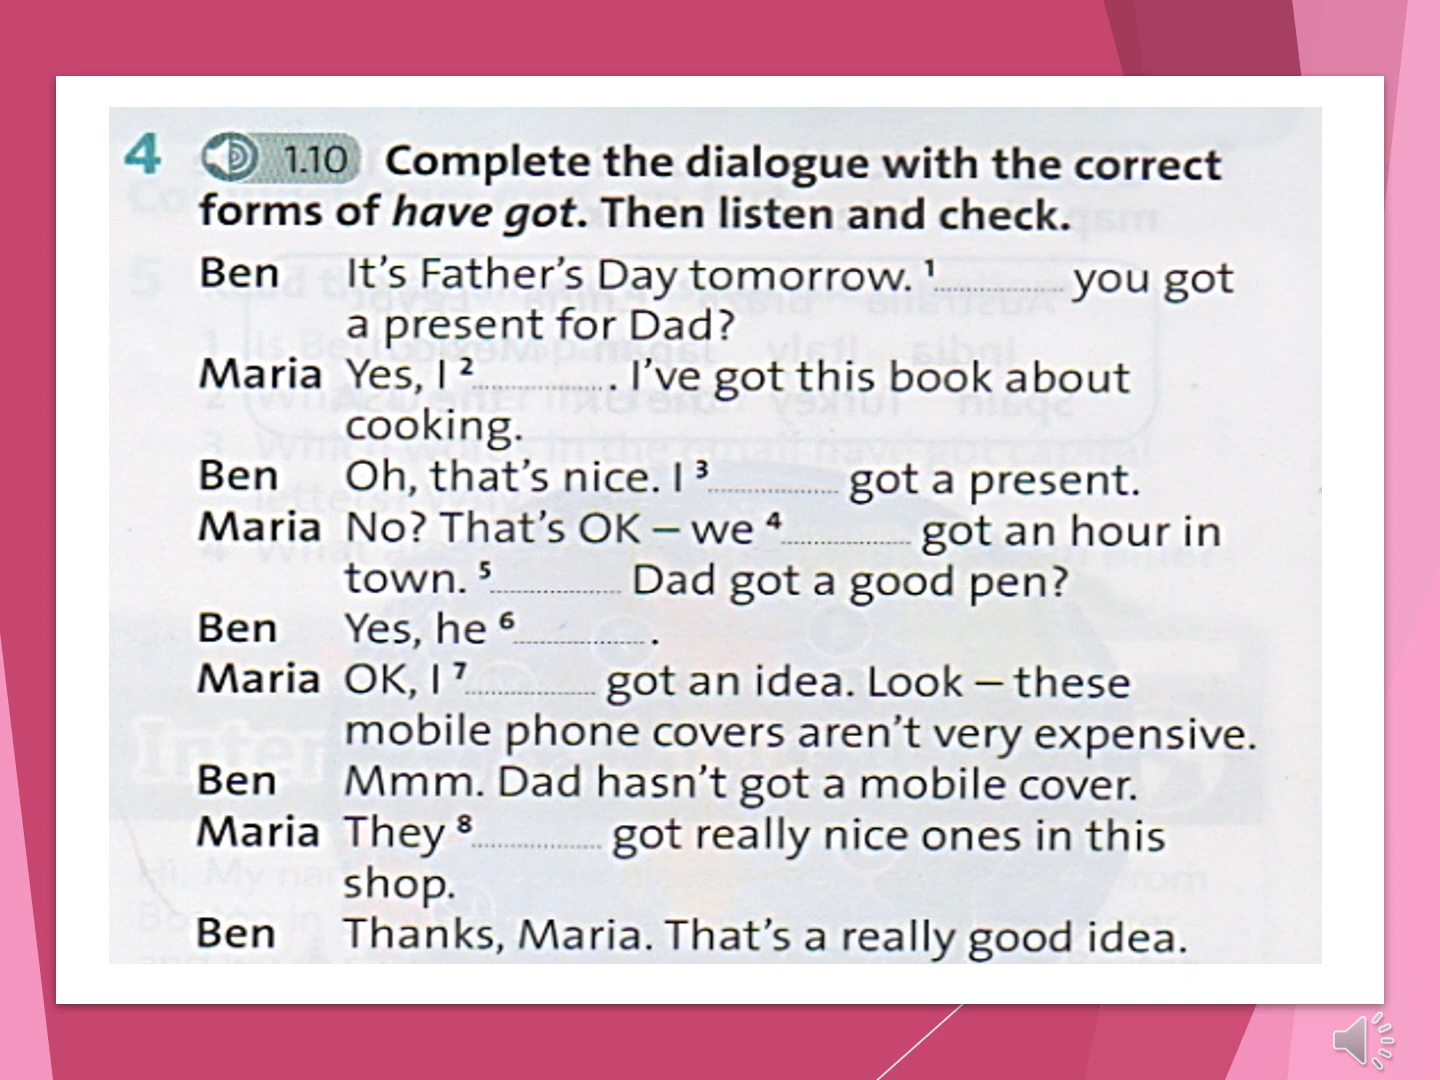 4 1.10 Complete the dialogue with the correct
forms of have got. Then listen and check.
Ben It's Father's Day tomorrow. ¹ ............ you got
a present for Dad?
Maria Yes, I ² ............ . I've got this book about
cooking.
Ben Oh, that's nice. I ³ ............ got a present.
Maria No? That's OK – we ⁴ ............ got an hour in
town. ⁵ ............ Dad got a good pen?
Ben Yes, he ⁶ ............ .
Maria OK, I ⁷ ............ got an idea. Look – these
mobile phone covers aren't very expensive.
Ben Mmm. Dad hasn't got a mobile cover.
Maria They ⁸ ............ got really nice ones in this
shop.
Ben Thanks, Maria. That's a really good idea.